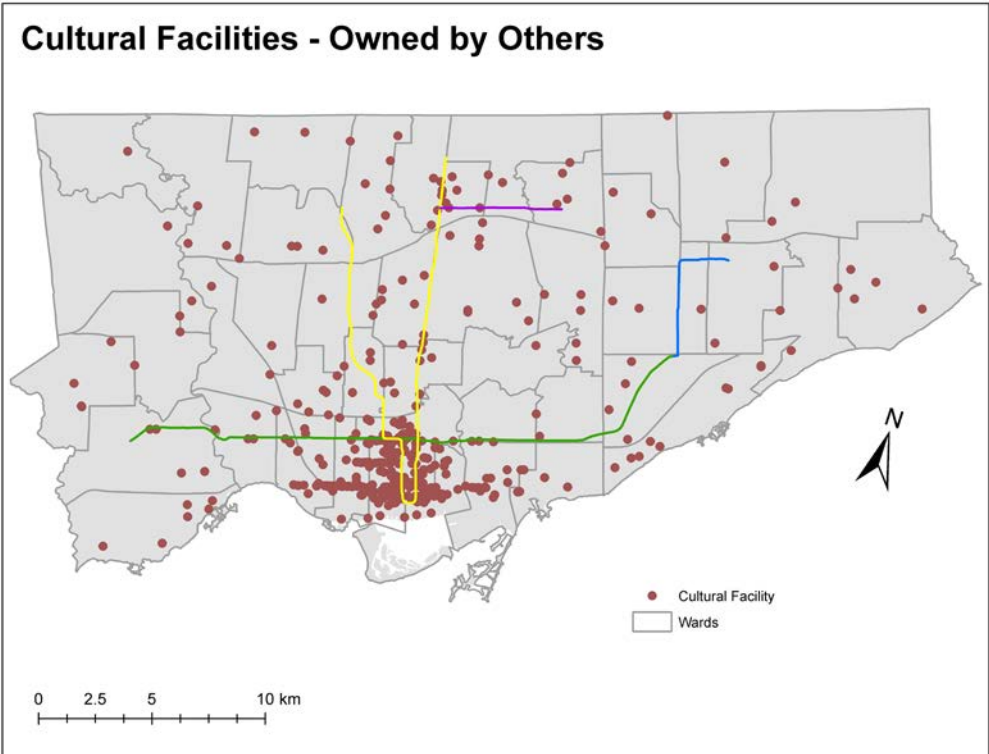 Cultural Facilities - Owned by Others
N
Cultural Facility
Wards
0 2.5 5 10 km